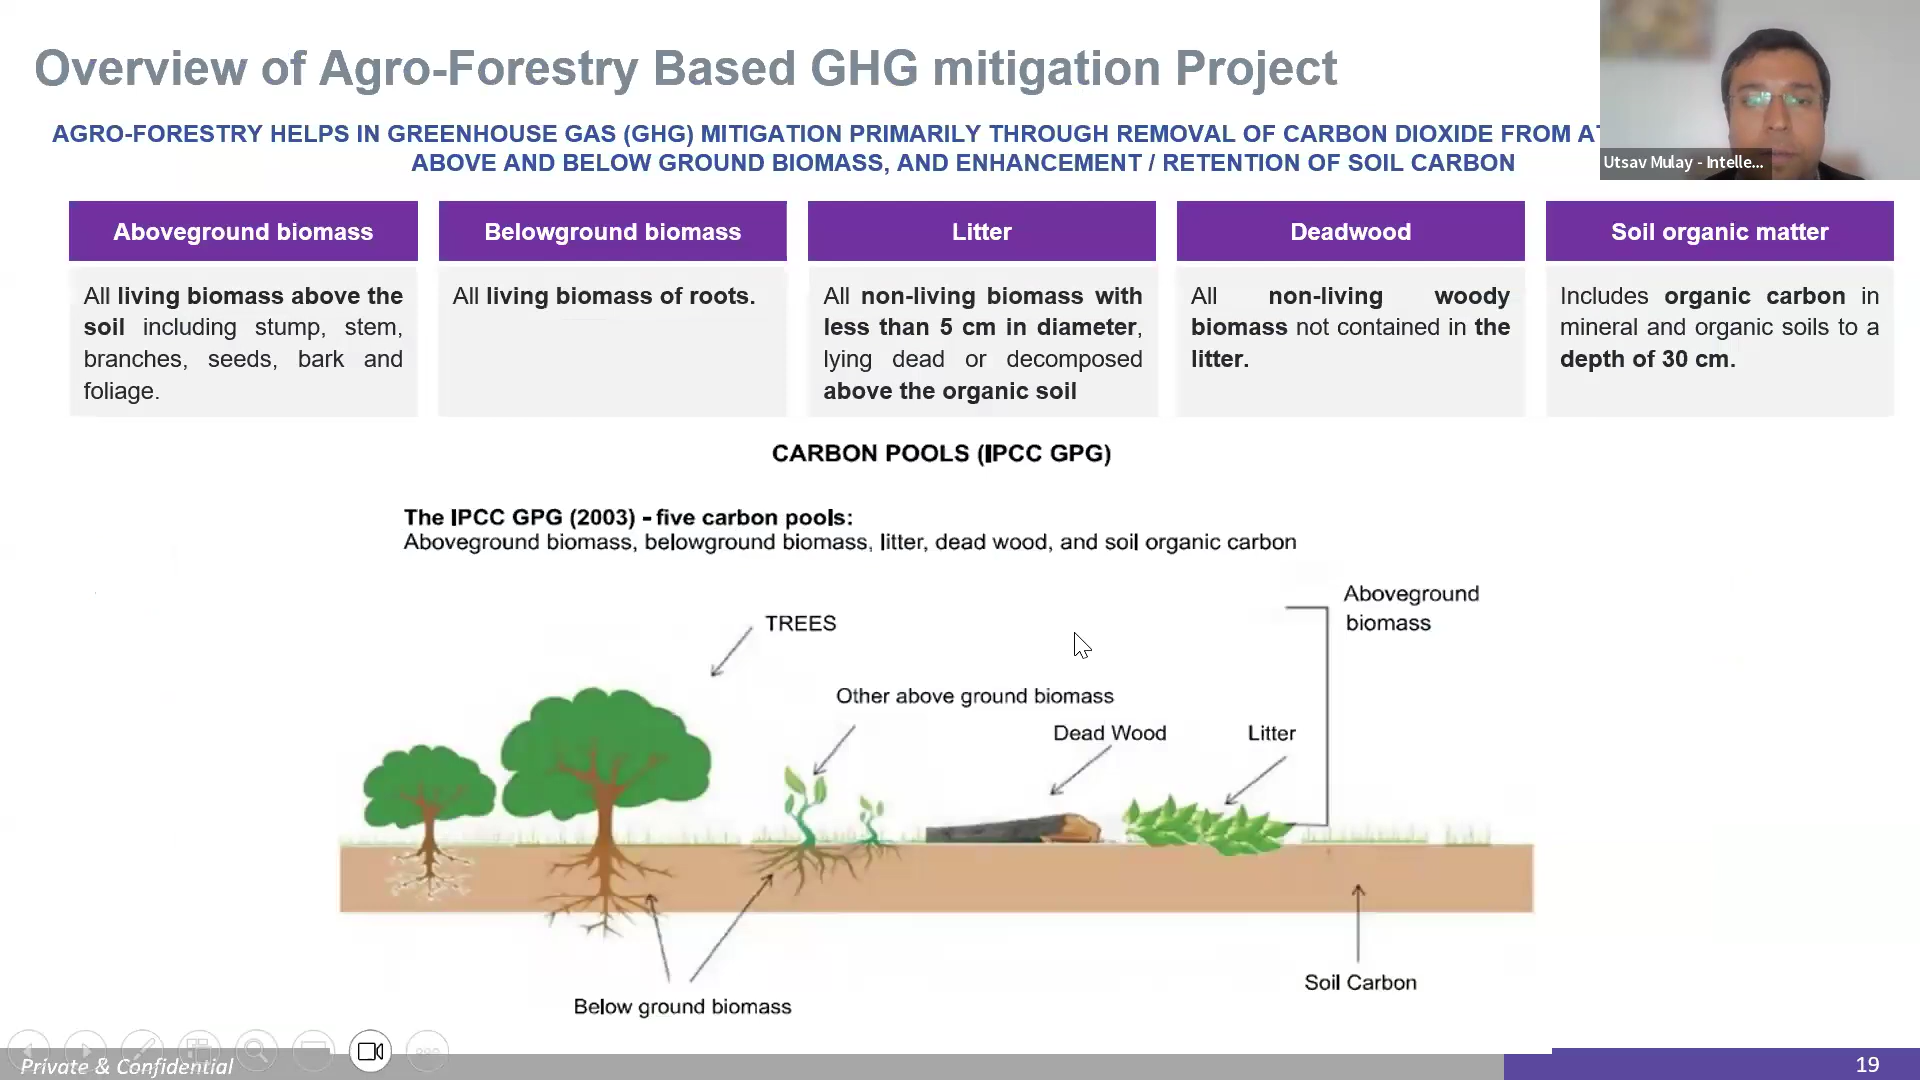 Overview of Agro-Forestry Based GHG mitigation Project
AGRO-FORESTRY HELPS IN GREENHOUSE GAS (GHG) MITIGATION PRIMARILY THROUGH REMOVAL OF CARBON DIOXIDE FROM
ABOVE AND BELOW GROUND BIOMASS, AND ENHANCEMENT / RETENTION OF SOIL CARBON
Utsav Mulay - Intelle...
Aboveground biomass
All living biomass above the
soil including stump, stem,
branches, seeds, bark and
foliage.
Belowground biomass
All living biomass of roots.
Litter
All non-living biomass with
less than 5 cm in diameter,
lying dead or decomposed
above the organic soil
Deadwood
All non-living woody
biomass not contained in the
litter.
Soil organic matter
Includes organic carbon in
mineral and organic soils to a
depth of 30 cm.
CARBON POOLS (IPCC GPG)
The IPCC GPG (2003) - five carbon pools:
Aboveground biomass, belowground biomass, litter, dead wood, and soil organic carbon
Aboveground
biomass
TREES
Other above ground biomass
Dead Wood
Litter
Soil Carbon
Below ground biomass
Private & Confidential
19